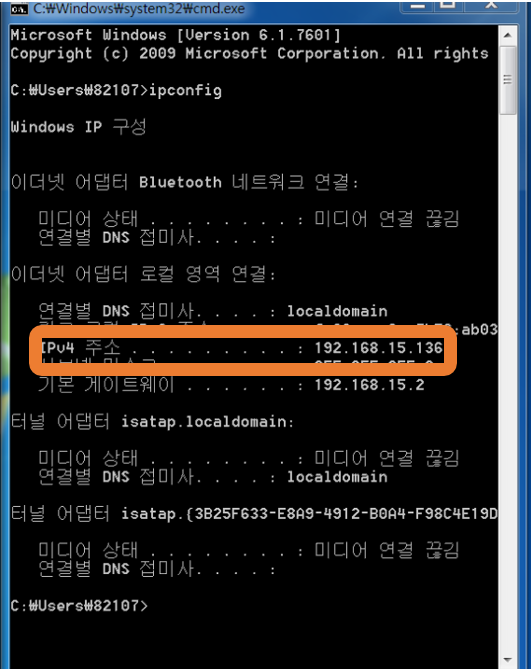 C:₩Windows₩system32₩cmd.exe
Microsoft Windows [Version 6.1.7601]
Copyright (c) 2009 Microsoft Corporation. All rights
C:₩Users₩82107>ipconfig
Windows IP 구성
이더넷 어댑터 Bluetooth 네트워크 연결:
미디어 상태 . . . . . . . . : 미디어 연결 끊김
연결별 DNS 접미사. . . . :
이더넷 어댑터 로컬 영역 연결:
연결별 DNS 접미사. . . . : localdomain
:ab03
IPv4 주소 . . . . . . . . . : 192.168.15.136
기본 게이트웨이 . . . . . . : 192.168.15.2
터널 어댑터 isatap.localdomain:
미디어 상태 . . . . . . . . : 미디어 연결 끊김
연결별 DNS 접미사. . . . : localdomain
터널 어댑터 isatap.{3B25F633-E8A9-4912-B0A4-F98C4E19D
미디어 상태 . . . . . . . . : 미디어 연결 끊김
연결별 DNS 접미사. . . . :
C:₩Users₩82107>